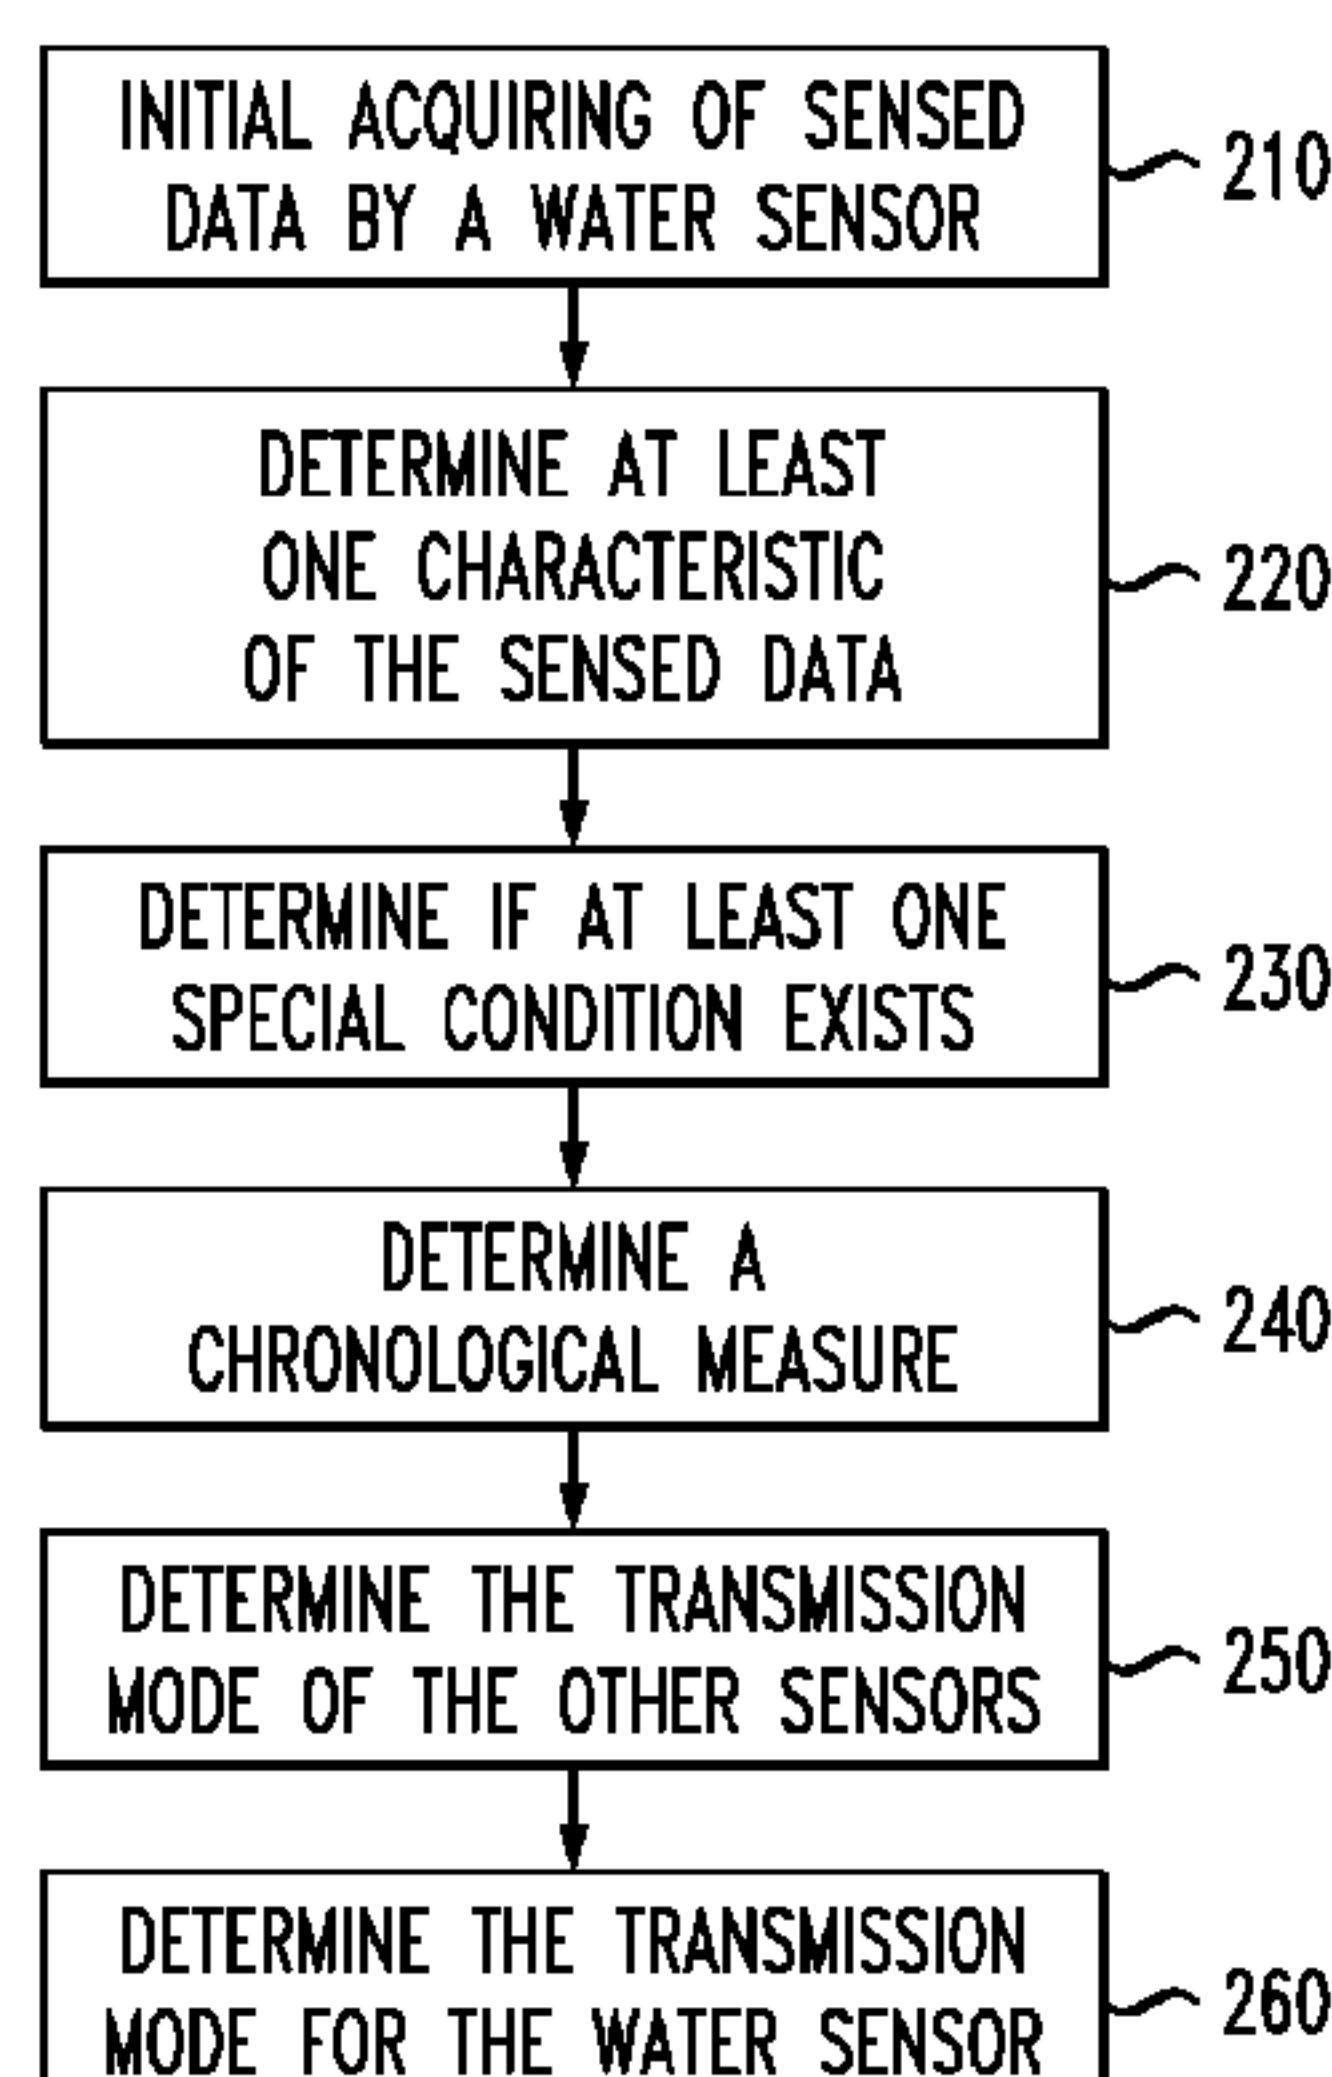 INITIAL ACQUIRING OF SENSED
DATA BY A WATER SENSOR
210
DETERMINE AT LEAST
ONE CHARACTERISTIC
OF THE SENSED DATA
220
DETERMINE IF AT LEAST ONE
SPECIAL CONDITION EXISTS
230
DETERMINE A
CHRONOLOGICAL MEASURE
240
DETERMINE THE TRANSMISSION
MODE OF THE OTHER SENSORS
250
DETERMINE THE TRANSMISSION
MODE FOR THE WATER SENSOR
260